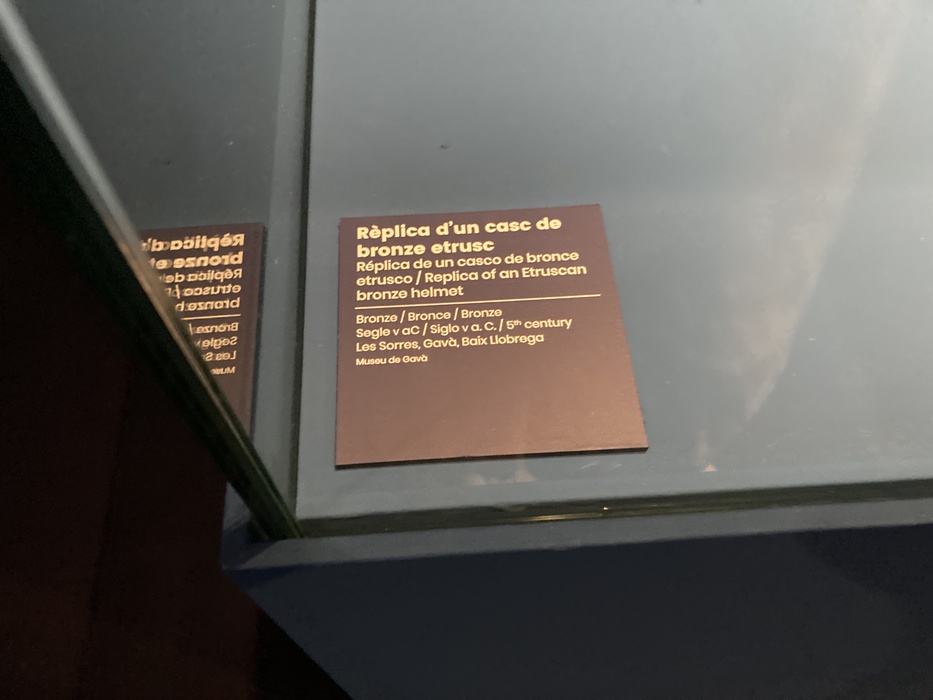 Rèplica d'un casc de
bronze etrusc
Réplica de un casco de bronce
etrusco / Replica of an Etruscan
bronze helmet
Bronze / Bronce / Bronze
Segle v aC / Siglo v a. C. / 5th century
Les Sorres, Gavà, Baix Llobrega
Museu de Gavà